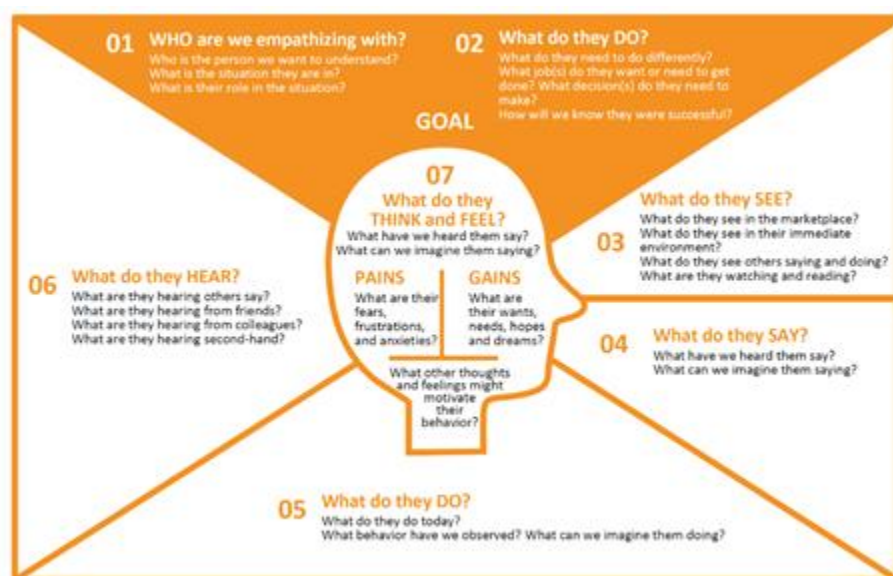 01 WHO are we empathizing with?
Who is the person we want to understand?
What is the situation they are in?
What is their role in the situation?
02 What do they DO?
What do they need to do differently?
What job(s) do they want or need to get
done? What decision(s) do they need to
make?
How will we know they were successful?
GOAL
03 What do they SEE?
What do they see in the marketplace?
What do they see in their immediate
environment?
What do they see others saying and doing?
What are they watching and reading?
04 What do they SAY?
What have we heard them say?
What can we imagine them saying?
05 What do they DO?
What do they do today?
What behavior have we observed? What can we imagine them doing?
06 What do they HEAR?
What are they hearing others say?
What are they hearing from friends?
What are they hearing from colleagues?
What are they hearing second-hand?
07
What do they
THINK and FEEL?
What have we heard them say?
What can we imagine them saying?
PAINS
What are their
fears,
frustrations,
and anxieties?
GAINS
What are
their wants,
needs, hopes
and dreams?
What other thoughts
and feelings might
motivate
their
behavior?